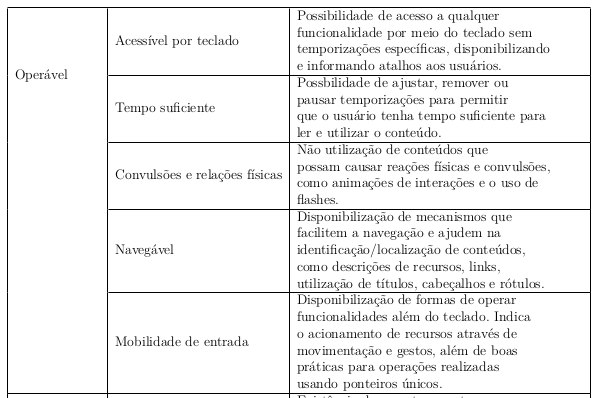 Operável
Acessível por teclado
Possibilidade de acesso a qualquer
funcionalidade por meio do teclado sem
temporizações específicas, disponibilizando
e informando atalhos aos usuários.
Tempo suficiente
Possbilidade de ajustar, remover ou
pausar temporizações para permitir
que o usuário tenha tempo suficiente para
ler e utilizar o conteúdo.
Convulsões e relações físicas
Não utilização de conteúdos que
possam causar reações físicas e convulsões,
como animações de interações e o uso de
flashes.
Navegável
Disponibilização de mecanismos que
facilitem a navegação e ajudem na
identificação/localização de conteúdos,
como descrições de recursos, links,
utilização de títulos, cabeçalhos e rótulos.
Mobilidade de entrada
Disponibilização de formas de operar
funcionalidades além do teclado. Indica
o acionamento de recursos através de
movimentação e gestos, além de boas
práticas para operações realizadas
usando ponteiros únicos.